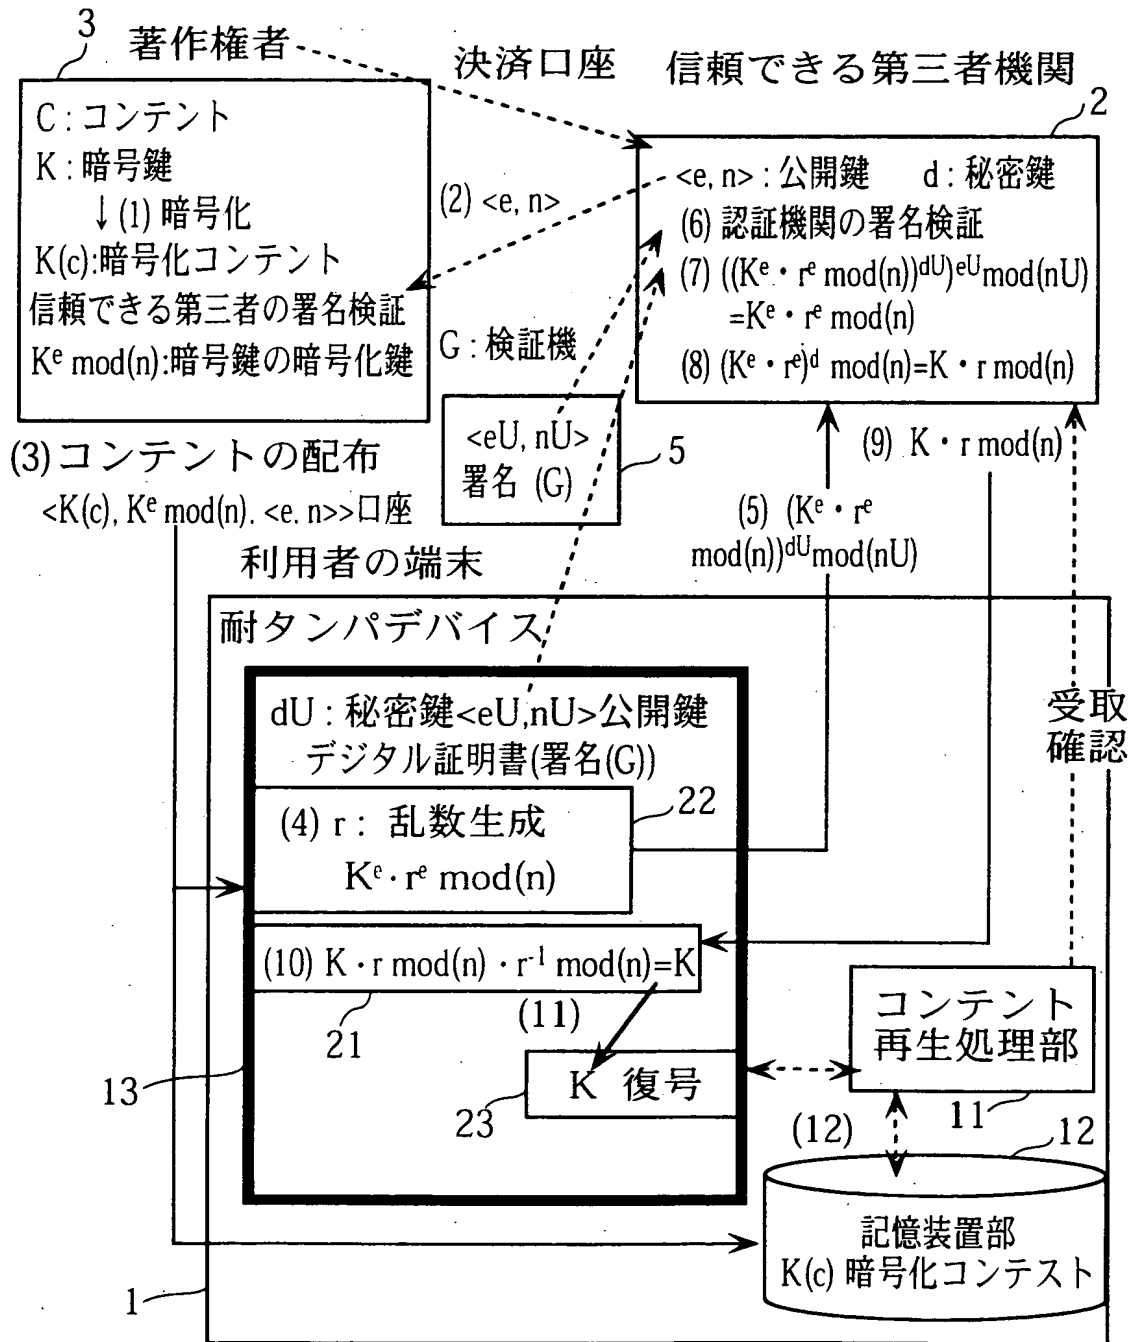 3
著作権者
決済口座
信頼できる第三者機関
2
C : コンテント
K : 暗号鍵
↓ (1) 暗号化
K(c):暗号化コンテント
信頼できる第三者の署名検証
Kᵉ mod(n):暗号鍵の暗号化鍵
(2) <e, n>
<e, n> : 公開鍵 d : 秘密鍵
(6) 認証機関の署名検証
(7) ((Kᵉ・rᵉ mod(n))ᵈᵁ)ᵉᵁmod(nU)
=Kᵉ・rᵉ mod(n)
(8) (Kᵉ・rᵉ)ᵈ mod(n)=K・r mod(n)
G : 検証機
<eU, nU>
署名 (G)
5
(3)コンテントの配布
<K(c), Kᵉ mod(n), <e, n>>口座
(9) K・r mod(n)
(5) (Kᵉ・rᵉ
mod(n))ᵈᵁmod(nU)
利用者の端末
耐タンパデバイス
dU : 秘密鍵<eU,nU>公開鍵
デジタル証明書(署名(G))
受取
確認
22
(4) r : 乱数生成
Kᵉ・rᵉ mod(n)
(10) K・r mod(n)・r⁻¹ mod(n)=K
21
(11)
コンテント
再生処理部
13
K 復号
23
11
(12)
12
記憶装置部
K(c) 暗号化コンテスト
1